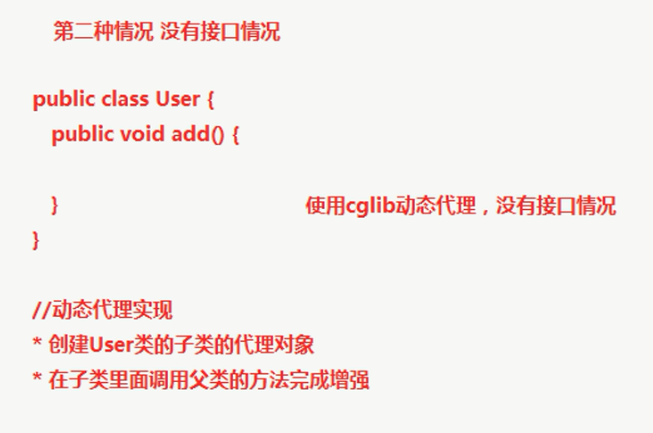 第二种情况 没有接口情况
public class User {
public void add() {
}
使用cglib动态代理，没有接口情况
}
//动态代理实现
* 创建User类的子类的代理对象
* 在子类里面调用父类的方法完成增强